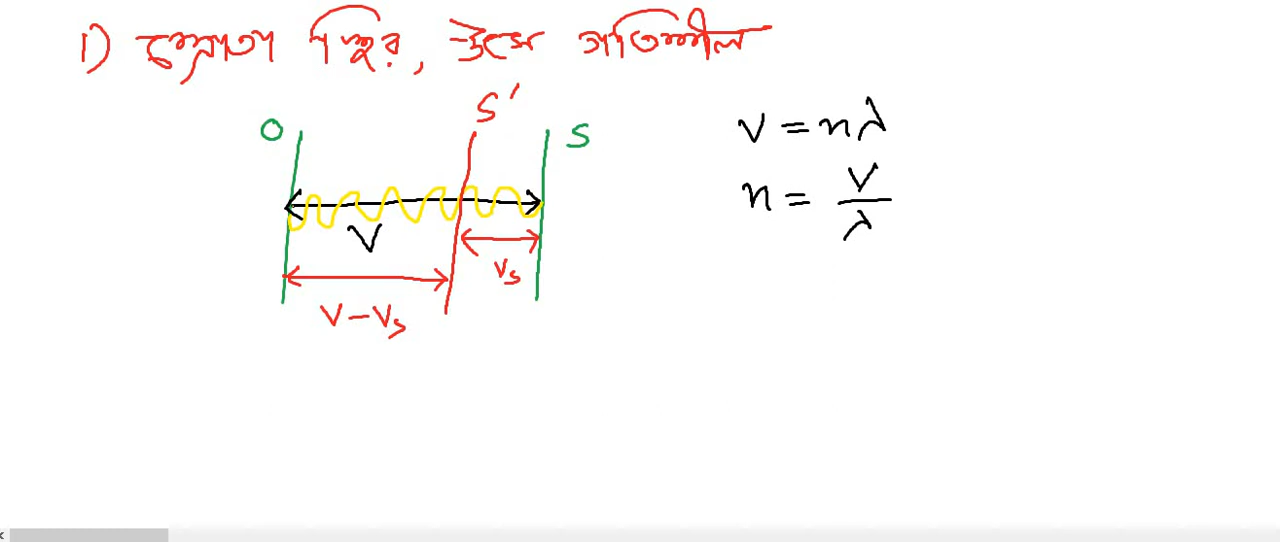 1) শ্রোতা স্থির, উৎস গতিশীল
S'
O
S
V = nλ
n = V/λ
V
Vs
V - Vs